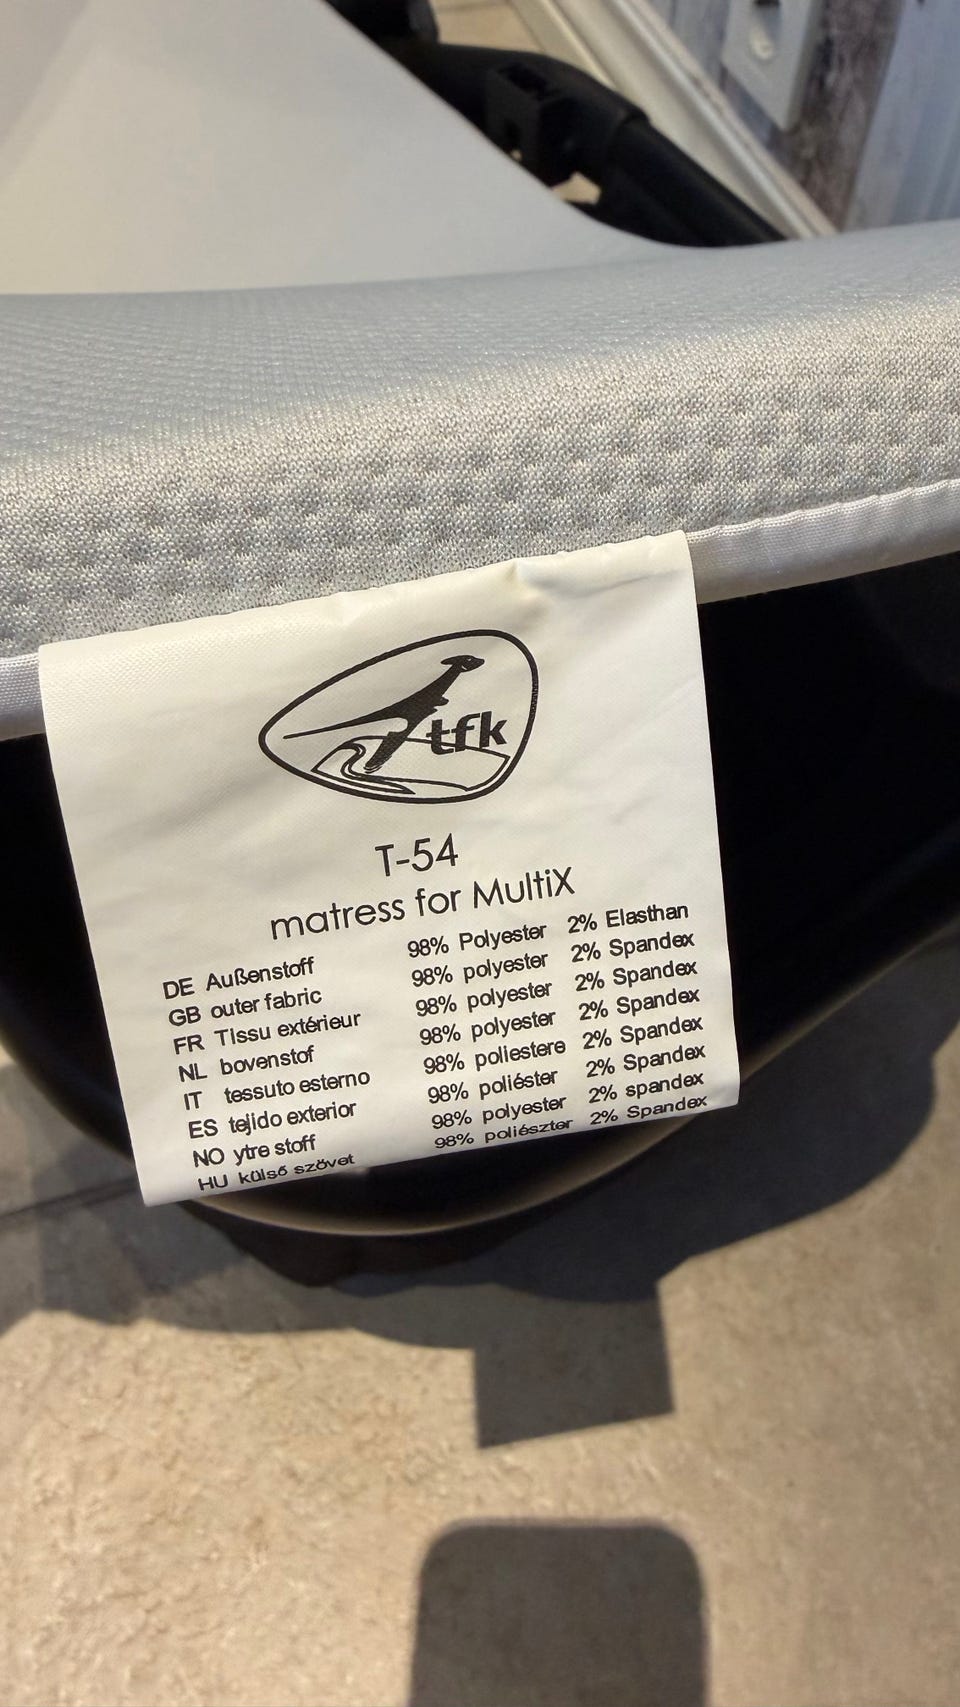 tfk
T-54
matress for MultiX
DE Außenstoff 98% Polyester 2% Elasthan
GB outer fabric 98% polyester 2% Spandex
FR TIssu extérieur 98% polyester 2% Spandex
NL bovenstof 98% polyester 2% Spandex
IT tessuto esterno 98% poliestere 2% Spandex
ES tejido exterior 98% poliéster 2% Spandex
NO ytre stoff 98% polyester 2% spandex
HU külső szövet 98% poliészter 2% Spandex